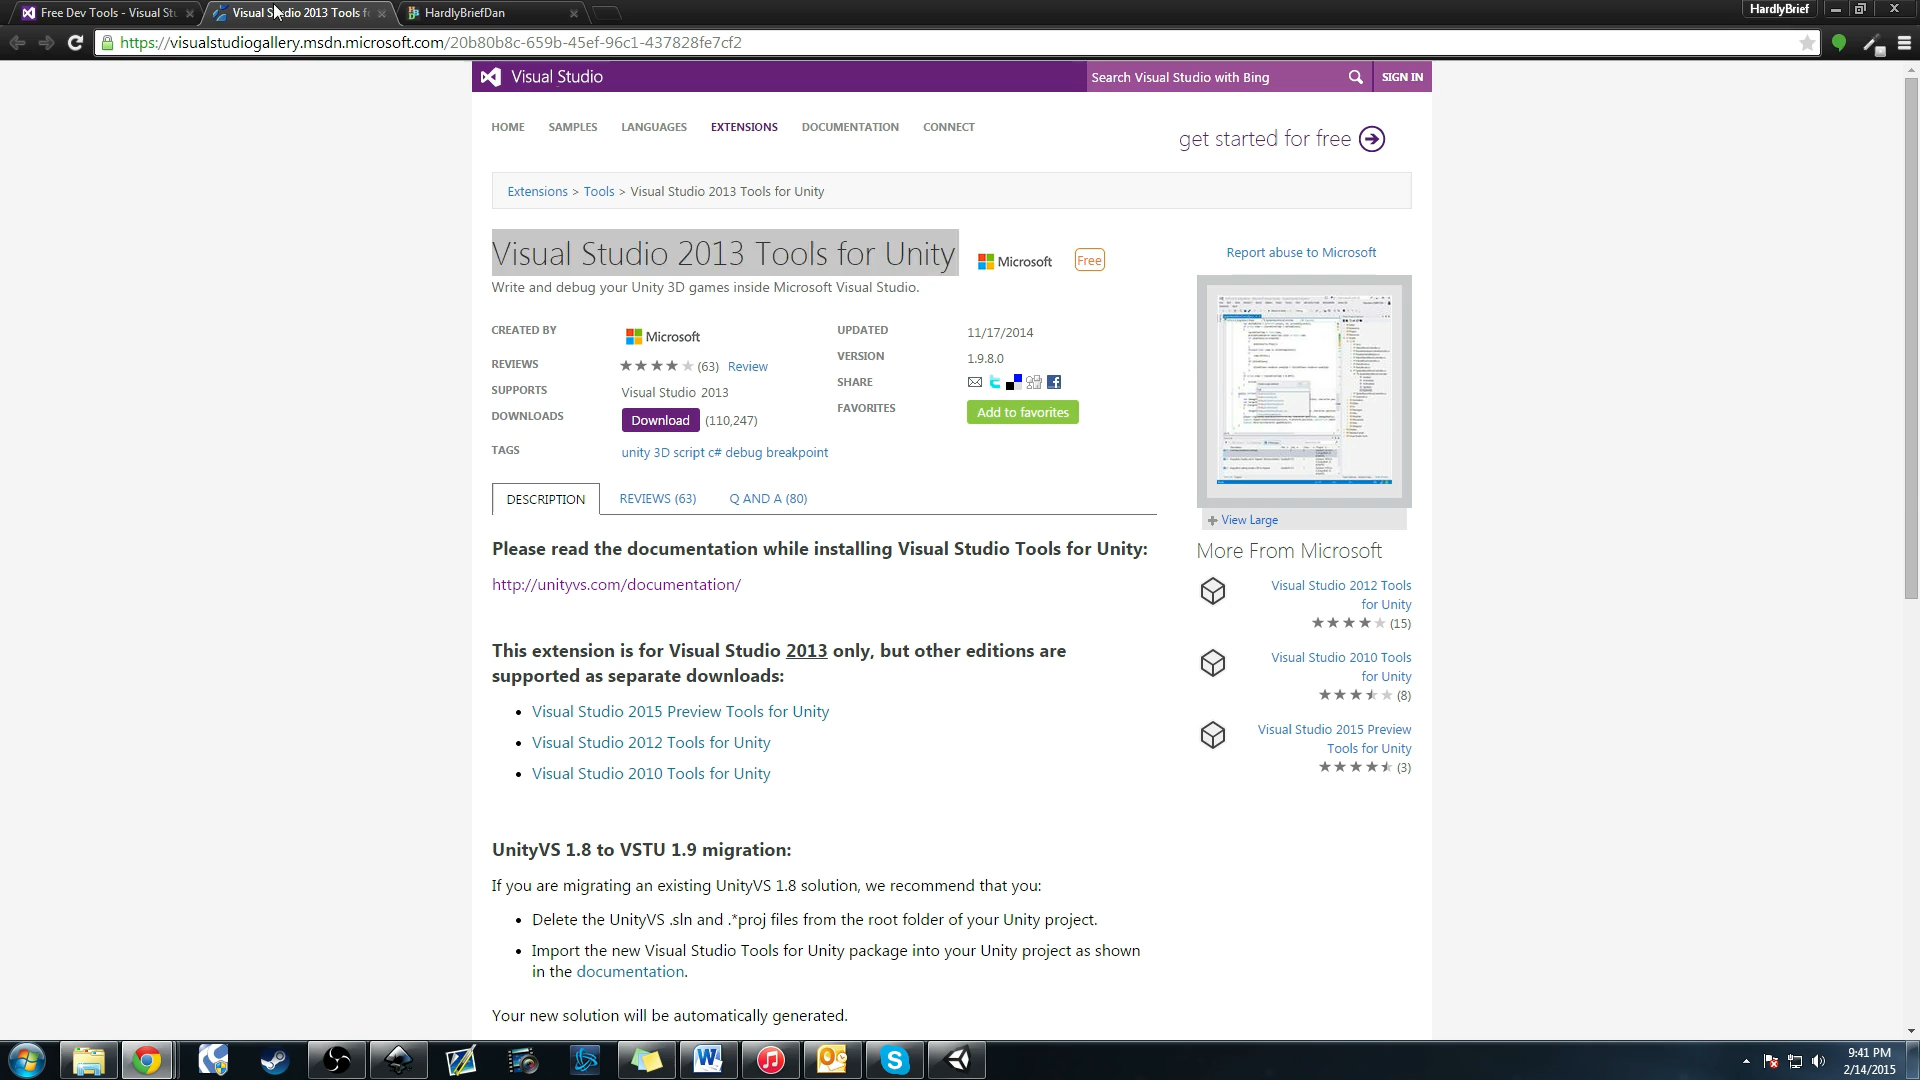 Free Dev Tools - Visual Stu
Visual Studio 2013 Tools f
HardlyBriefDan
HardlyBrief
https://visualstudiogallery.msdn.microsoft.com/20b80b8c-659b-45ef-96c1-437828fe7cf2
Visual Studio
Search Visual Studio with Bing
SIGN IN
HOME SAMPLES LANGUAGES EXTENSIONS DOCUMENTATION CONNECT
get started for free
Extensions > Tools > Visual Studio 2013 Tools for Unity
Visual Studio 2013 Tools for Unity
Microsoft
Free
Write and debug your Unity 3D games inside Microsoft Visual Studio.
CREATED BY Microsoft
REVIEWS (63) Review
SUPPORTS Visual Studio 2013
DOWNLOADS Download (110,247)
TAGS unity 3D script c# debug breakpoint
UPDATED 11/17/2014
VERSION 1.9.8.0
SHARE
FAVORITES Add to favorites
DESCRIPTION REVIEWS (63) Q AND A (80)
Please read the documentation while installing Visual Studio Tools for Unity:
http://unityvs.com/documentation/
This extension is for Visual Studio 2013 only, but other editions are
supported as separate downloads:
Visual Studio 2015 Preview Tools for Unity
Visual Studio 2012 Tools for Unity
Visual Studio 2010 Tools for Unity
UnityVS 1.8 to VSTU 1.9 migration:
If you are migrating an existing UnityVS 1.8 solution, we recommend that you:
Delete the UnityVS .sln and .*proj files from the root folder of your Unity project.
Import the new Visual Studio Tools for Unity package into your Unity project as shown
in the documentation.
Your new solution will be automatically generated.
Report abuse to Microsoft
View Large
More From Microsoft
Visual Studio 2012 Tools
for Unity
(15)
Visual Studio 2010 Tools
for Unity
(8)
Visual Studio 2015 Preview
Tools for Unity
(3)
9:41 PM
2/14/2015